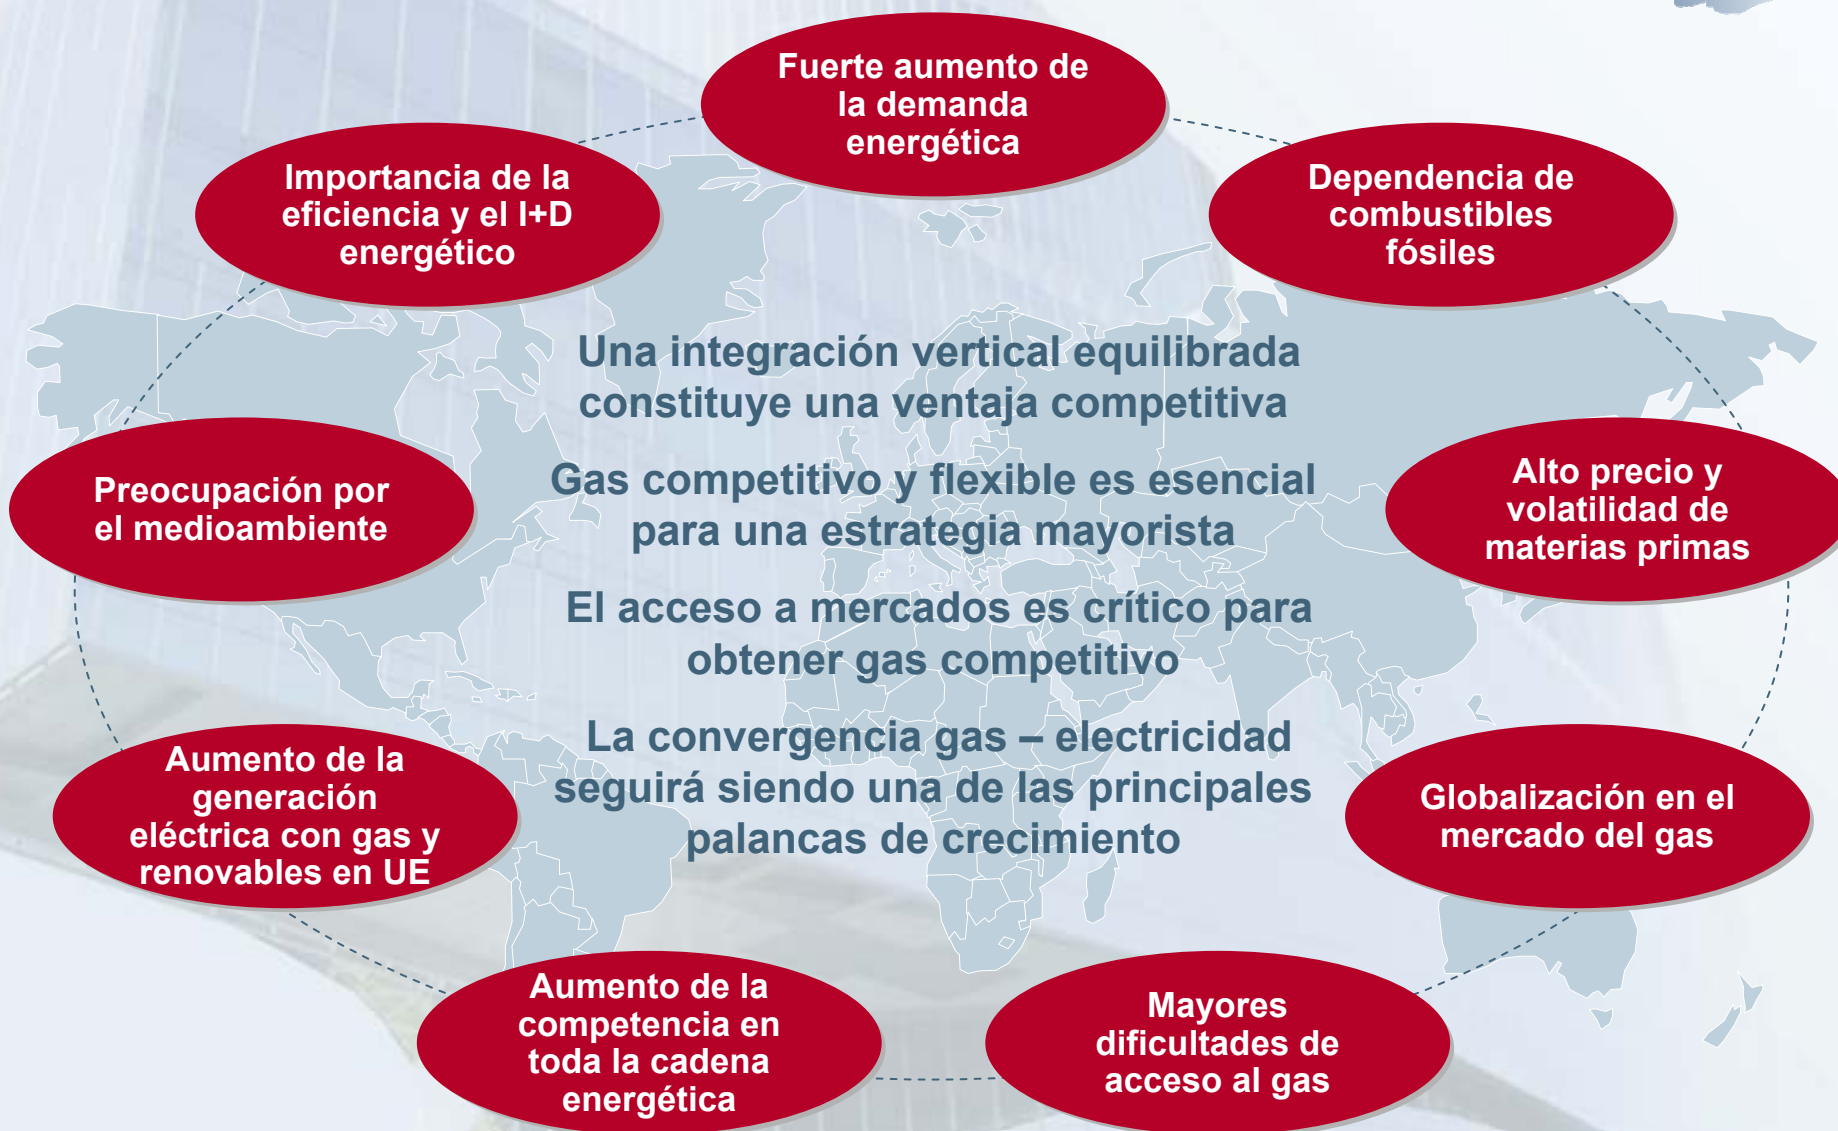 Fuerte aumento de
la demanda
energética
Importancia de la
eficiencia y el I+D
energético
Dependencia de
combustibles
fósiles
Una integración vertical equilibrada
constituye una ventaja competitiva
Preocupación por
el medioambiente
Gas competitivo y flexible es esencial
para una estrategia mayorista
Alto precio y
volatilidad de
materias primas
El acceso a mercados es crítico para
obtener gas competitivo
Aumento de la
generación
eléctrica con gas y
renovables en UE
La convergencia gas – electricidad
seguirá siendo una de las principales
palancas de crecimiento
Globalización en el
mercado del gas
Aumento de la
competencia en
toda la cadena
energética
Mayores
dificultades de
acceso al gas